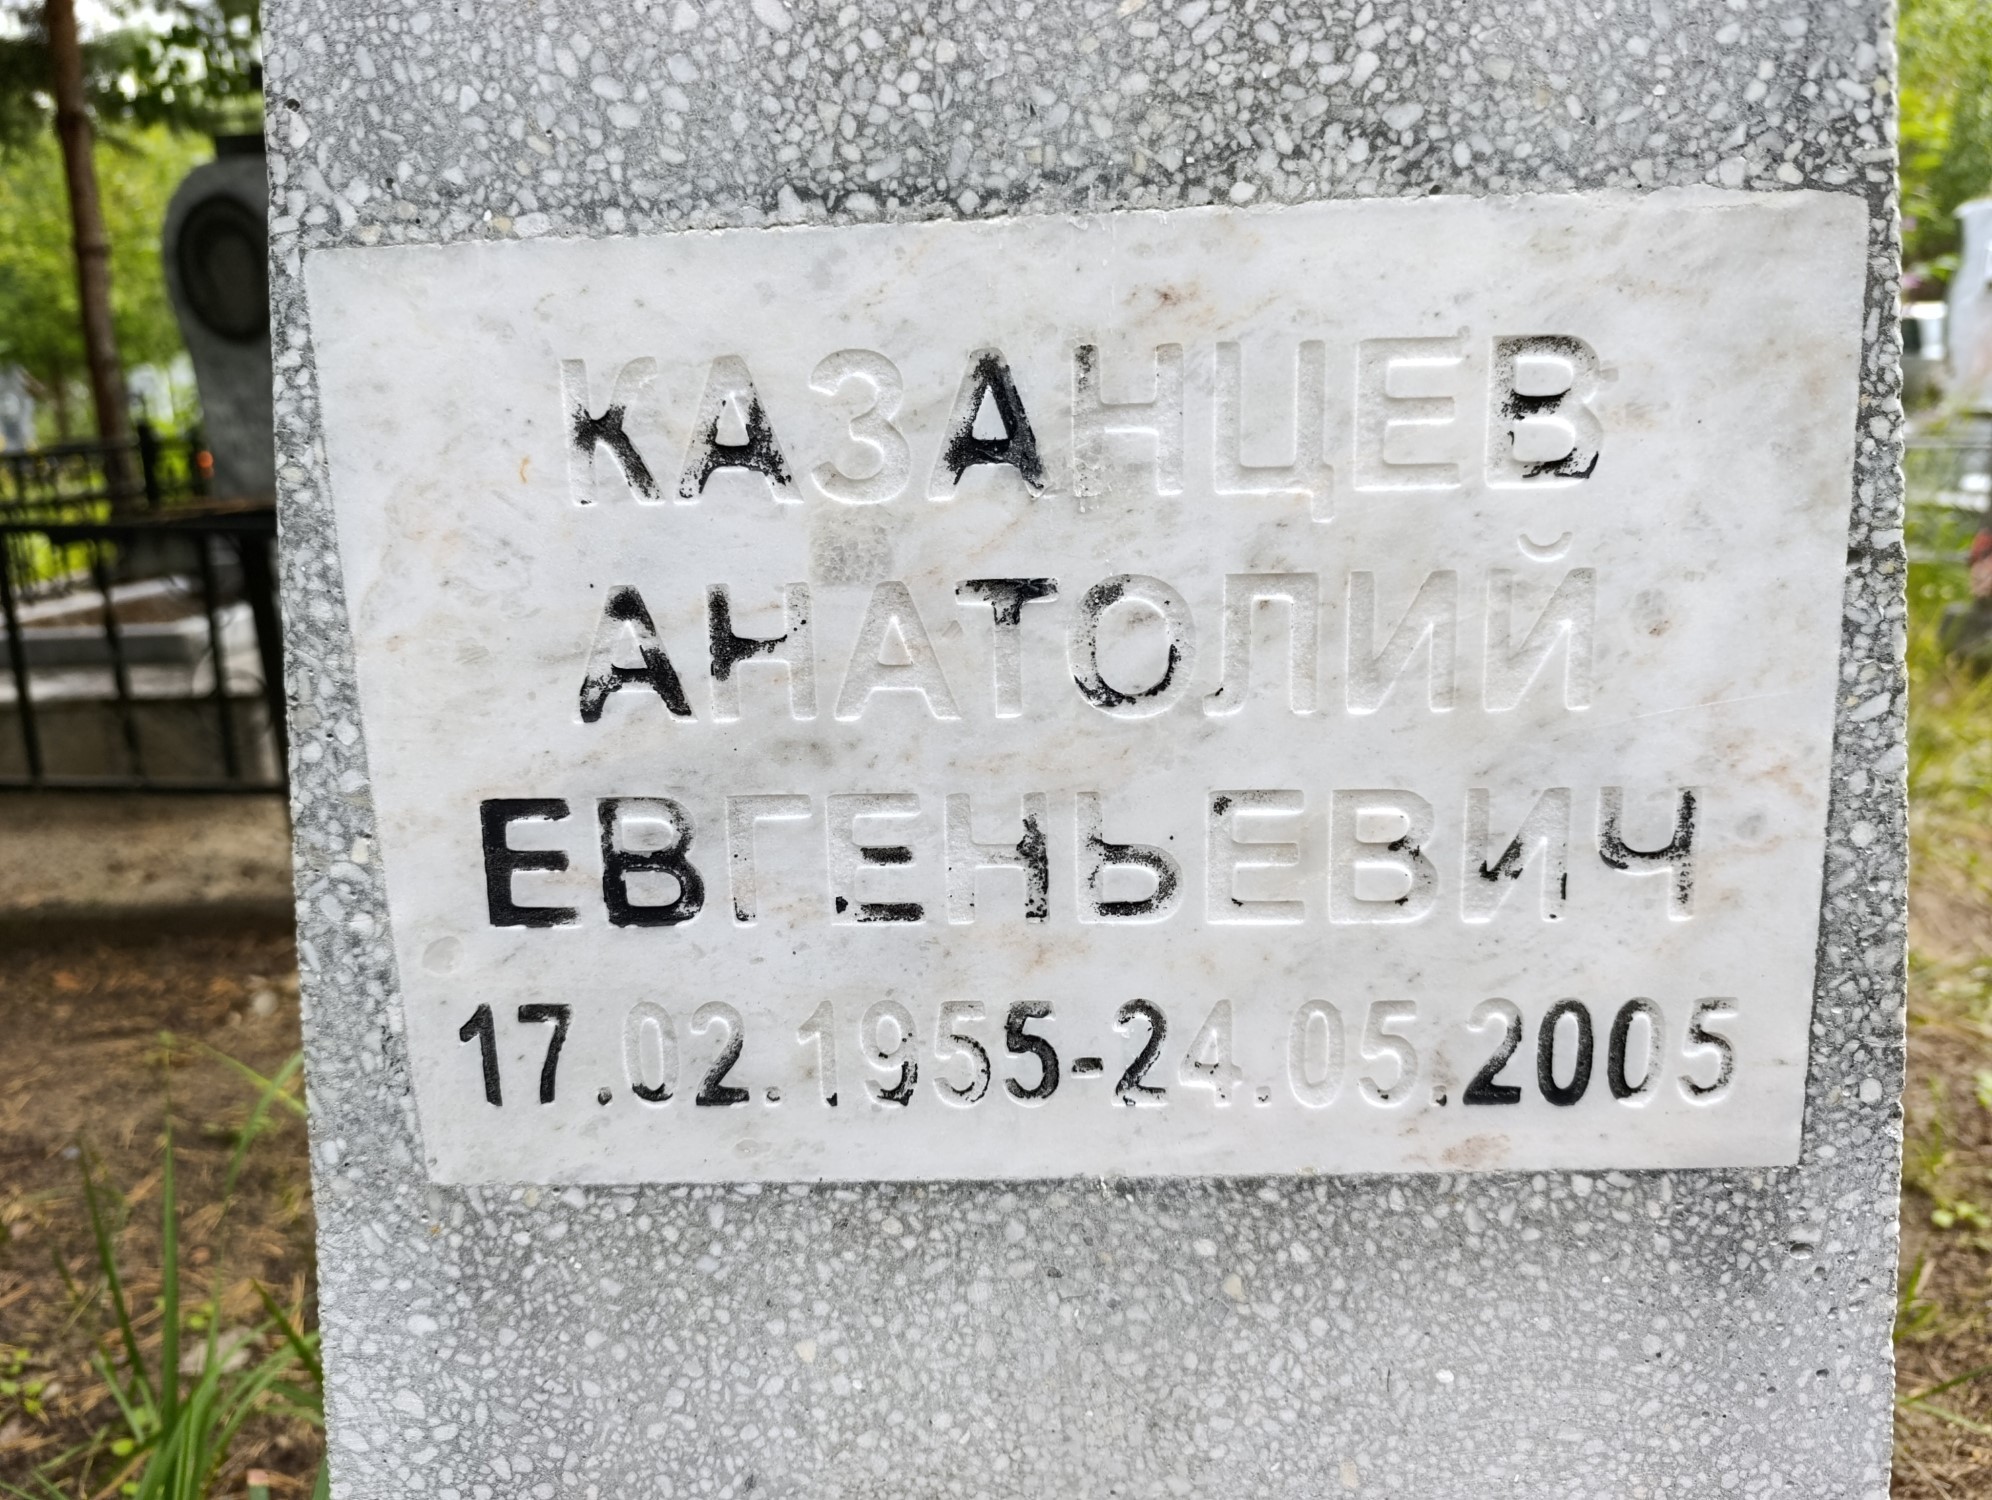 КАЗАНЦЕВ
АНАТОЛИЙ
ЕВГЕНЬЕВИЧ
17.02.1955-24.05.2005